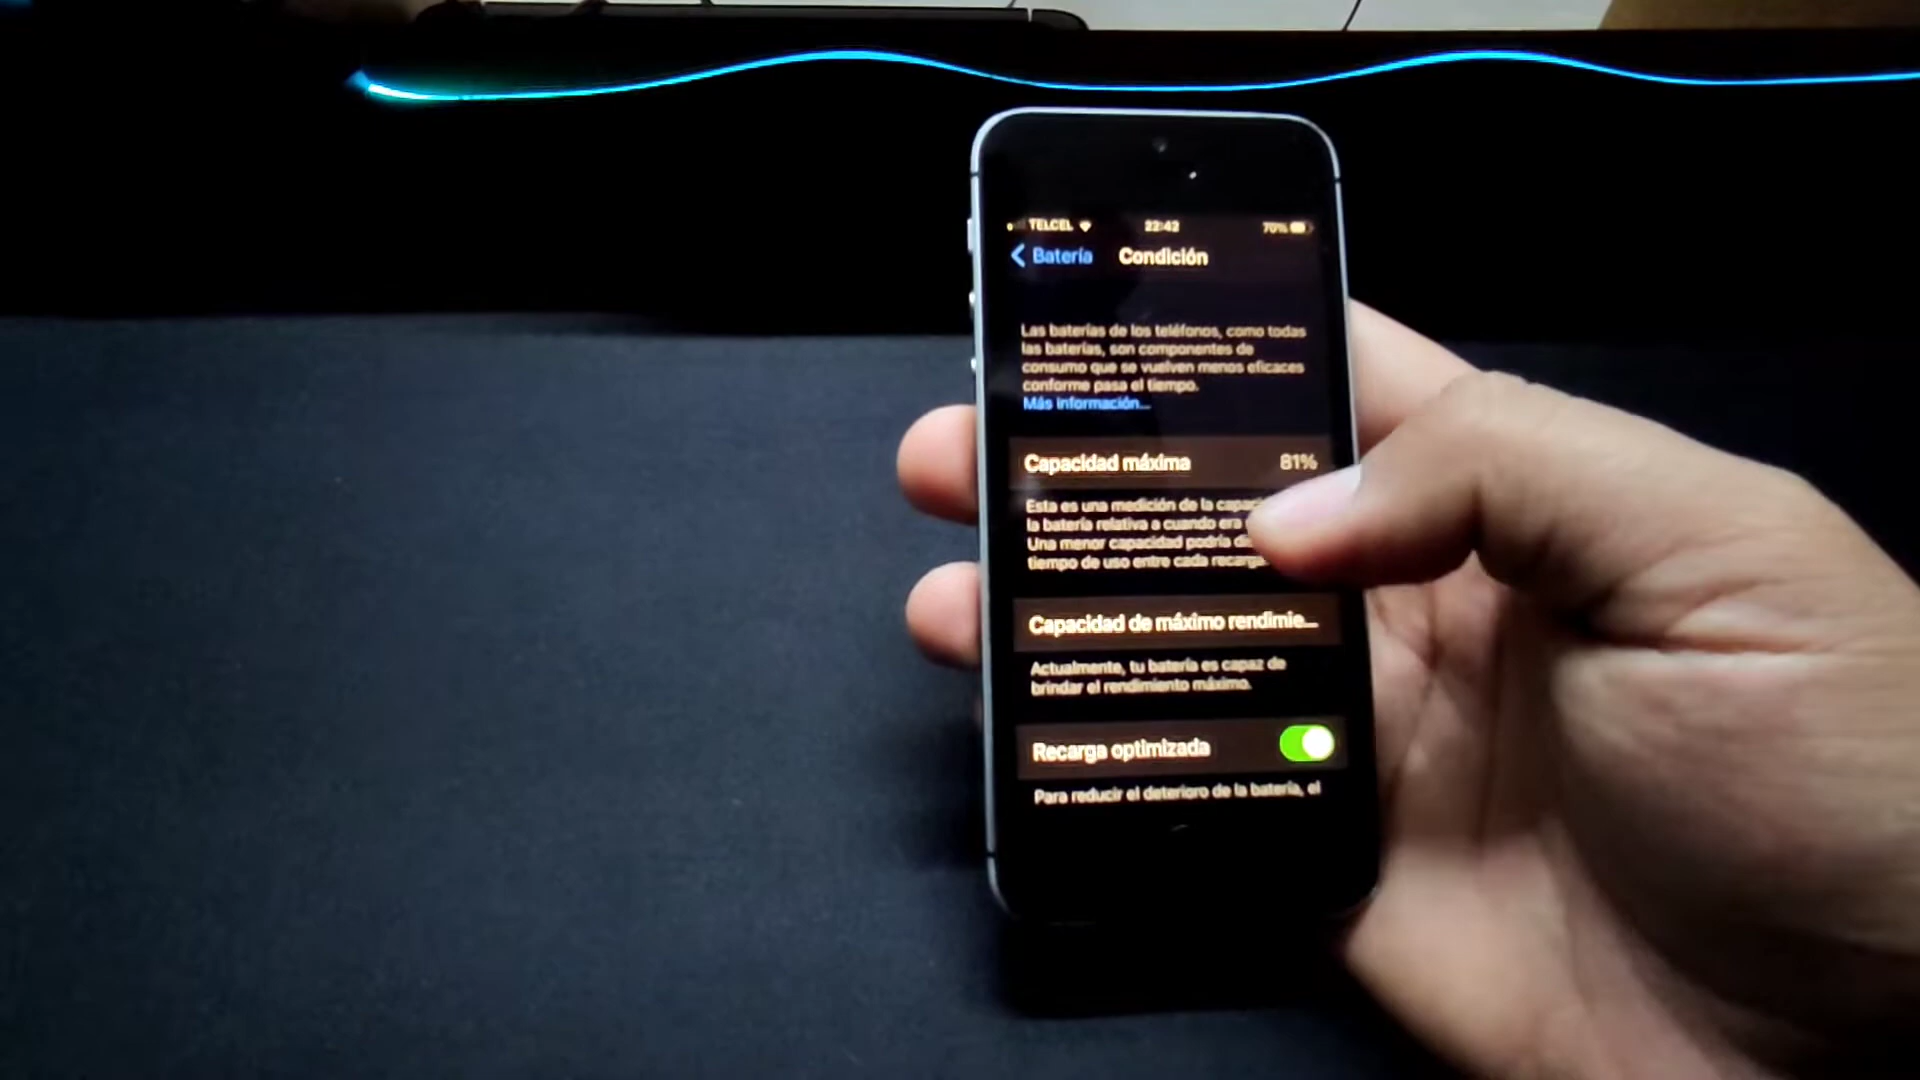 TELCEL 22:42 70%
Batería Condición
Las baterías de los teléfonos, como todas
las baterías, son componentes de
consumo que se vuelven menos eficaces
conforme pasa el tiempo.
Más información...
Capacidad máxima 81%
Esta es una medición de la
la batería relativa a cuando era
Una menor capacidad podría
tiempo de uso entre cada recarga
Capacidad de máximo rendimie...
Actualmente, tu batería es capaz de
brindar el rendimiento máximo.
Recarga optimizada
Para reducir el deterioro de la batería, el